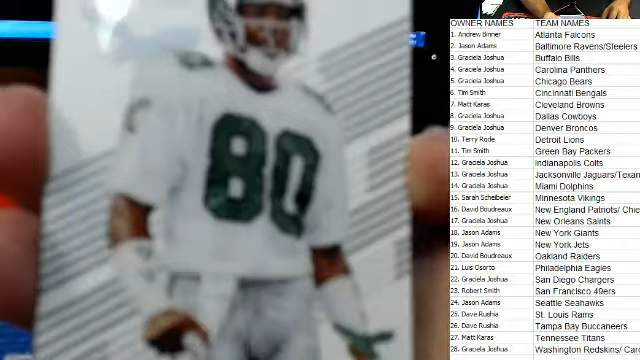 80
OWNER NAMES TEAM NAMES
1. Andrew Binner Atlanta Falcons
2. Jason Adams Baltimore Ravens/Steelers
3. Graciela Joshua Buffalo Bills
4. Graciela Joshua Carolina Panthers
5. Graciela Joshua Chicago Bears
6. Tim Smith Cincinnati Bengals
7. Matt Karas Cleveland Browns
8. Graciela Joshua Dallas Cowboys
9. Graciela Joshua Denver Broncos
10. Terry Rode Detroit Lions
11. Tim Smith Green Bay Packers
12. Graciela Joshua Indianapolis Colts
13. Graciela Joshua Jacksonville Jaguars/Texan
14. Graciela Joshua Miami Dolphins
15. Sarah Scheibeler Minnesota Vikings
16. David Boudreaux New England Patriots/ Chie
17. Graciela Joshua New Orleans Saints
18. Jason Adams New York Giants
19. Jason Adams New York Jets
20. David Boudreaux Oakland Raiders
21. Luis Osorto Philadelphia Eagles
22. Graciela Joshua San Diego Chargers
23. Robert Smith San Francisco 49ers
24. Jason Adams Seattle Seahawks
25. Dave Rushia St. Louis Rams
26. Dave Rushia Tampa Bay Buccaneers
27. Matt Karas Tennessee Titans
28. Graciela Joshua Washington Redskins/ Card